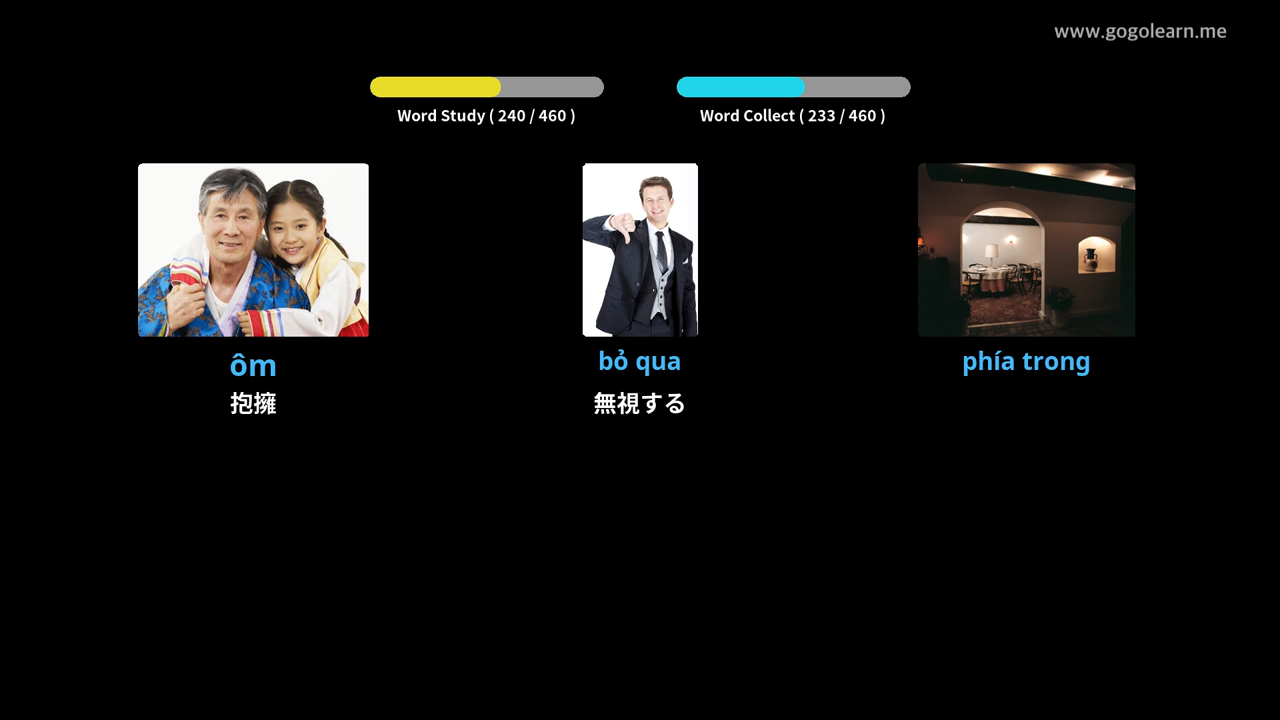 www.gogolearn.me
Word Study ( 240 / 460 )
Word Collect ( 233 / 460 )
ôm
bỏ qua
phía trong
抱擁
無視する